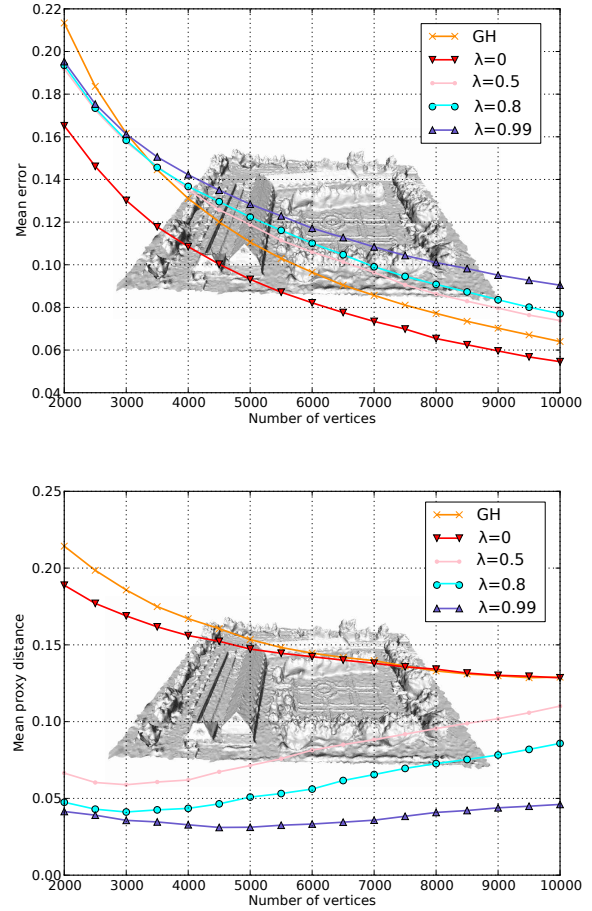 0.22
0.20
0.18
0.16
0.14
0.12
0.10
0.08
0.06
0.04
Mean error
GH
λ=0
λ=0.5
λ=0.8
λ=0.99
2000 3000 4000 5000 6000 7000 8000 9000 10000
Number of vertices
0.25
0.20
0.15
0.10
0.05
0.00
Mean proxy distance
GH
λ=0
λ=0.5
λ=0.8
λ=0.99
2000 3000 4000 5000 6000 7000 8000 9000 10000
Number of vertices